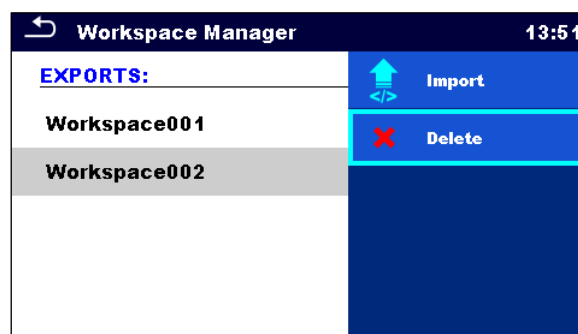 Workspace Manager 13:51
EXPORTS:
Import
</>
Workspace001
Delete
Workspace002